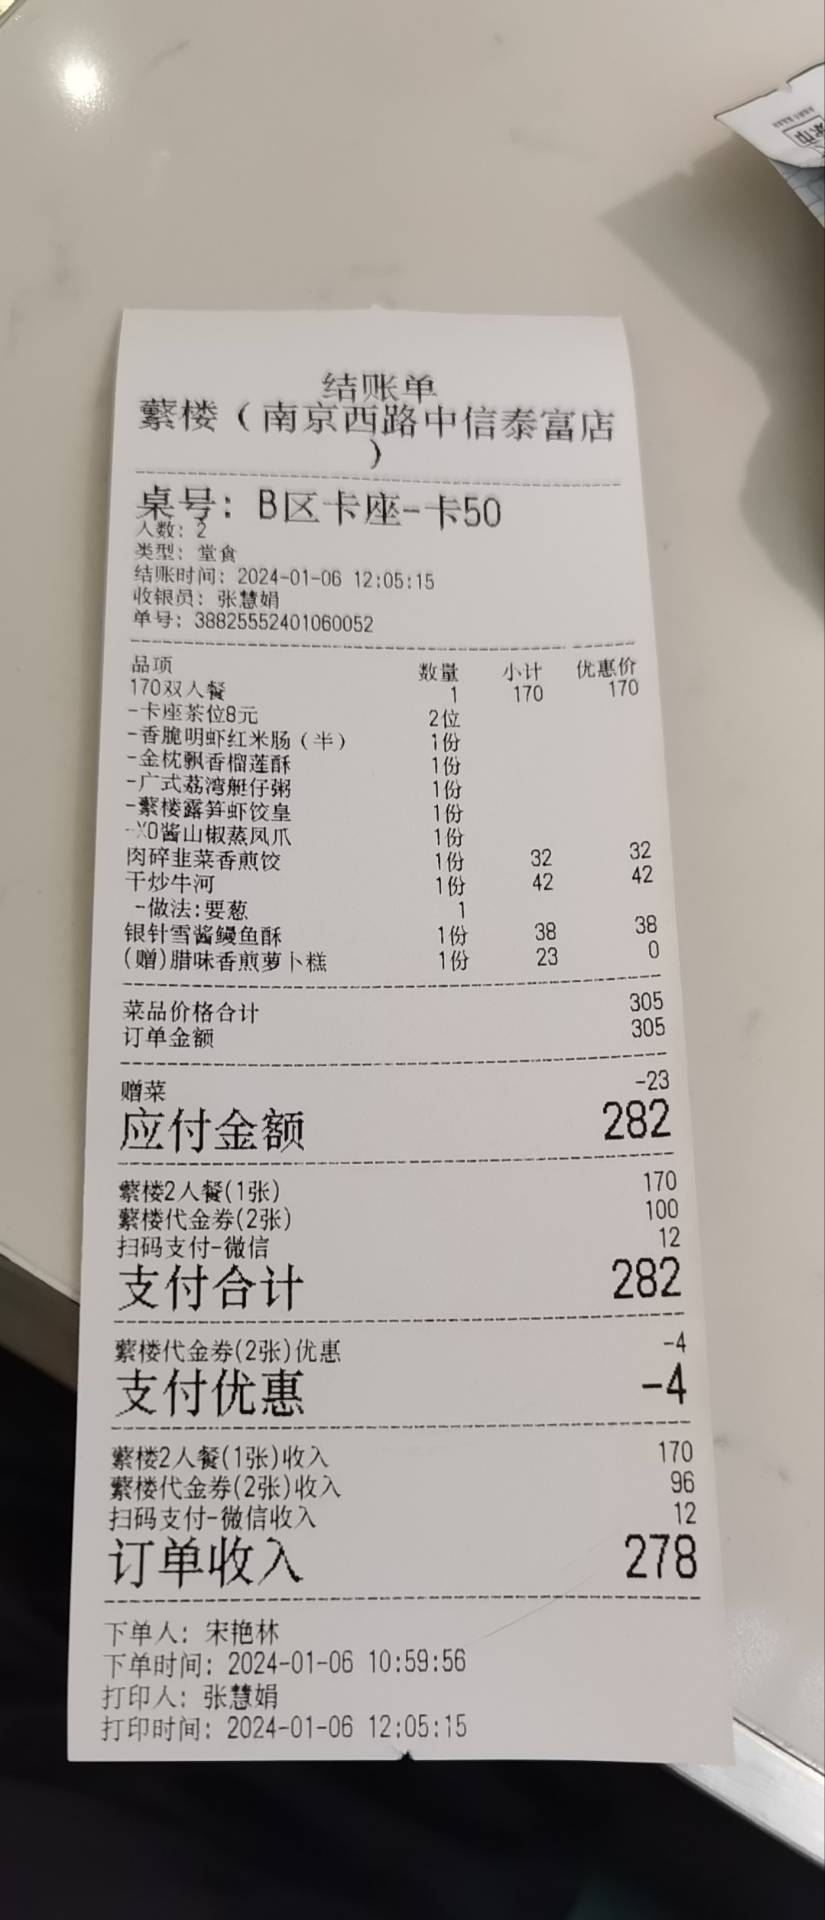 结账单
蘩楼（南京西路中信泰富店
）
桌号：B区卡座-卡50
人数：2
类型：堂食
结账时间：2024-01-06 12:05:15
收银员：张慧娟
单号：38825552401060052
品项 数量 小计 优惠价
170双人餐 1 170 170
-卡座茶位8元 2位
-香脆明虾红米肠（半） 1份
-金枕飘香榴莲酥 1份
-广式荔湾艇仔粥 1份
-蘩楼露笋虾饺皇 1份
-XO酱山椒蒸凤爪 1份
肉碎韭菜香煎饺 1份 32 32
干炒牛河 1份 42 42
-做法:要葱 1
银针雪酱鳗鱼酥 1份 38 38
(赠)腊味香煎萝卜糕 1份 23 0
菜品价格合计 305
订单金额 305
赠菜 -23
应付金额 282
蘩楼2人餐(1张) 170
蘩楼代金券(2张) 100
扫码支付-微信 12
支付合计 282
蘩楼代金券(2张)优惠 -4
支付优惠 -4
蘩楼2人餐(1张)收入 170
蘩楼代金券(2张)收入 96
扫码支付-微信收入 12
订单收入 278
下单人：宋艳林
下单时间：2024-01-06 10:59:56
打印人：张慧娟
打印时间：2024-01-06 12:05:15